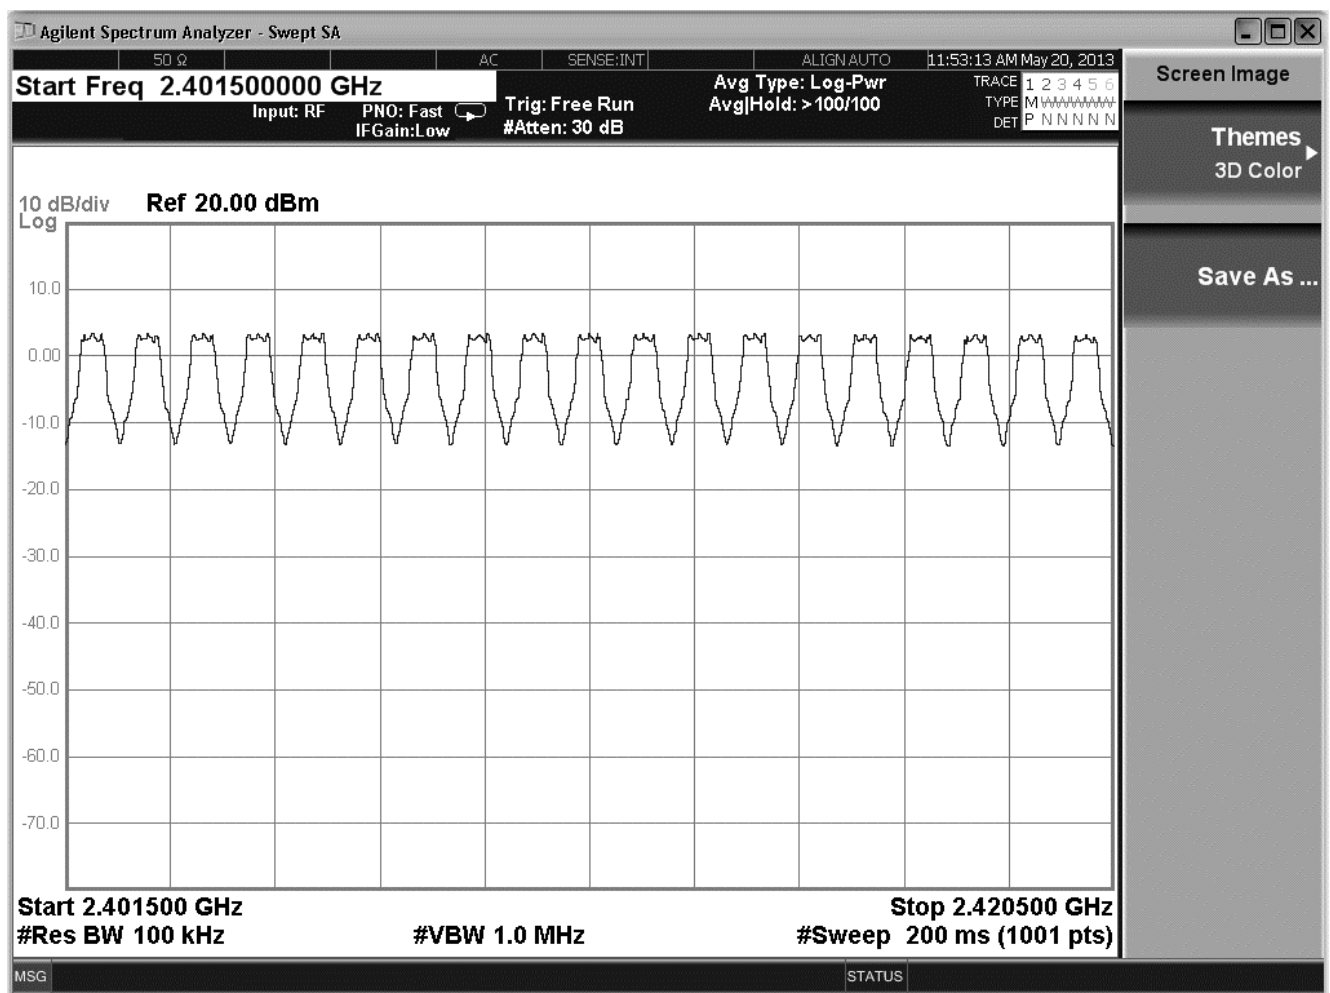 Agilent Spectrum Analyzer - Swept SA
50 Ω AC SENSE:INT ALIGN AUTO 11:53:13 AM May 20, 2013
Start Freq 2.401500000 GHz
Input: RF PNO: Fast
IFGain:Low
Trig: Free Run
#Atten: 30 dB
Avg Type: Log-Pwr
Avg|Hold: >100/100
TRACE 1 2 3 4 5 6
TYPE M W W W W W
DET P N N N N N
Screen Image
Themes
3D Color
Save As ...
10 dB/div Ref 20.00 dBm
Log
10.0
0.00
-10.0
-20.0
-30.0
-40.0
-50.0
-60.0
-70.0
Start 2.401500 GHz Stop 2.420500 GHz
#Res BW 100 kHz #VBW 1.0 MHz #Sweep 200 ms (1001 pts)
MSG STATUS